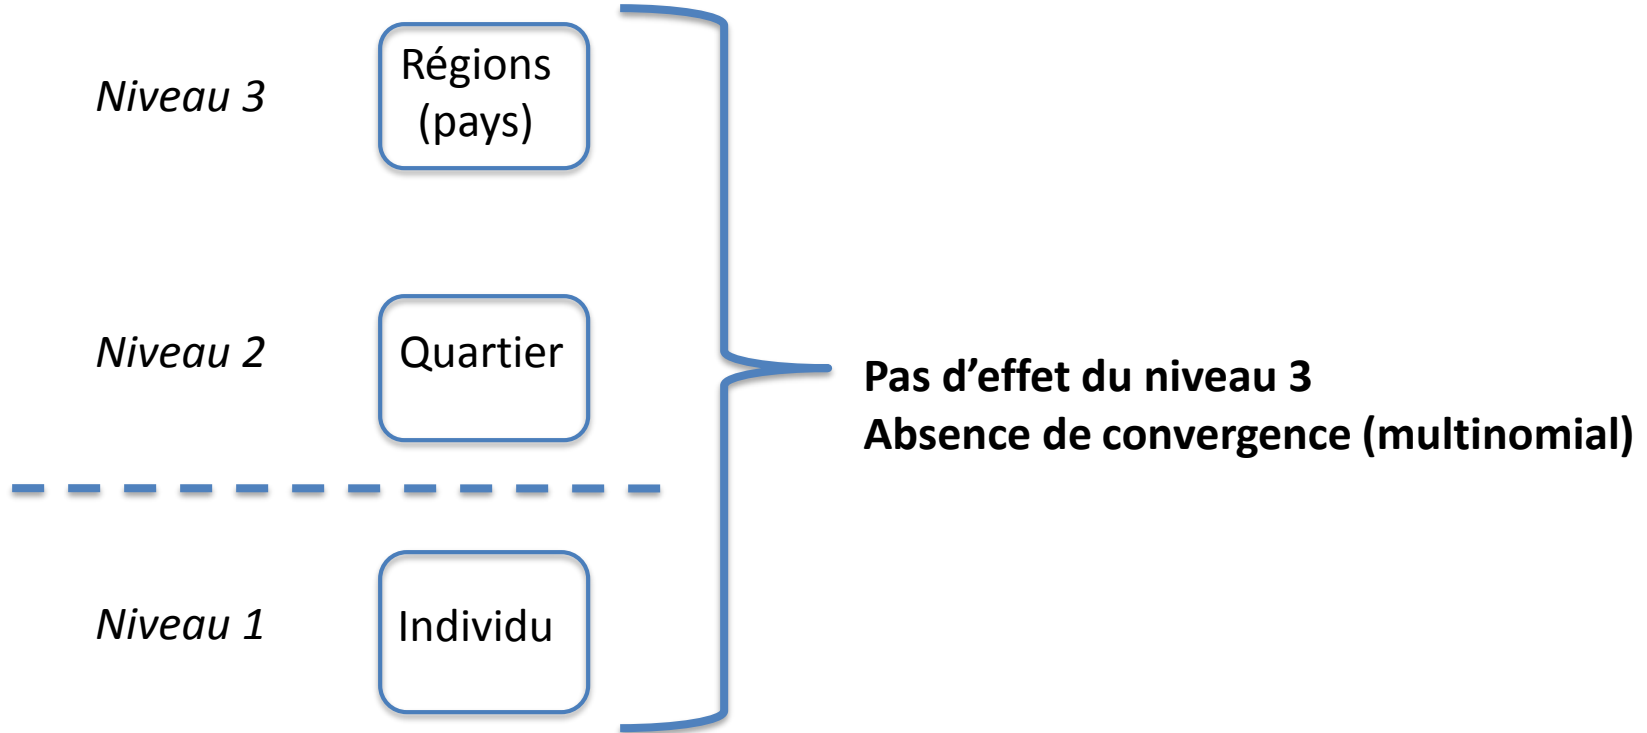 Niveau 3
Régions
(pays)
Niveau 2
Quartier
Pas d’effet du niveau 3
Absence de convergence (multinomial)
Niveau 1
Individu